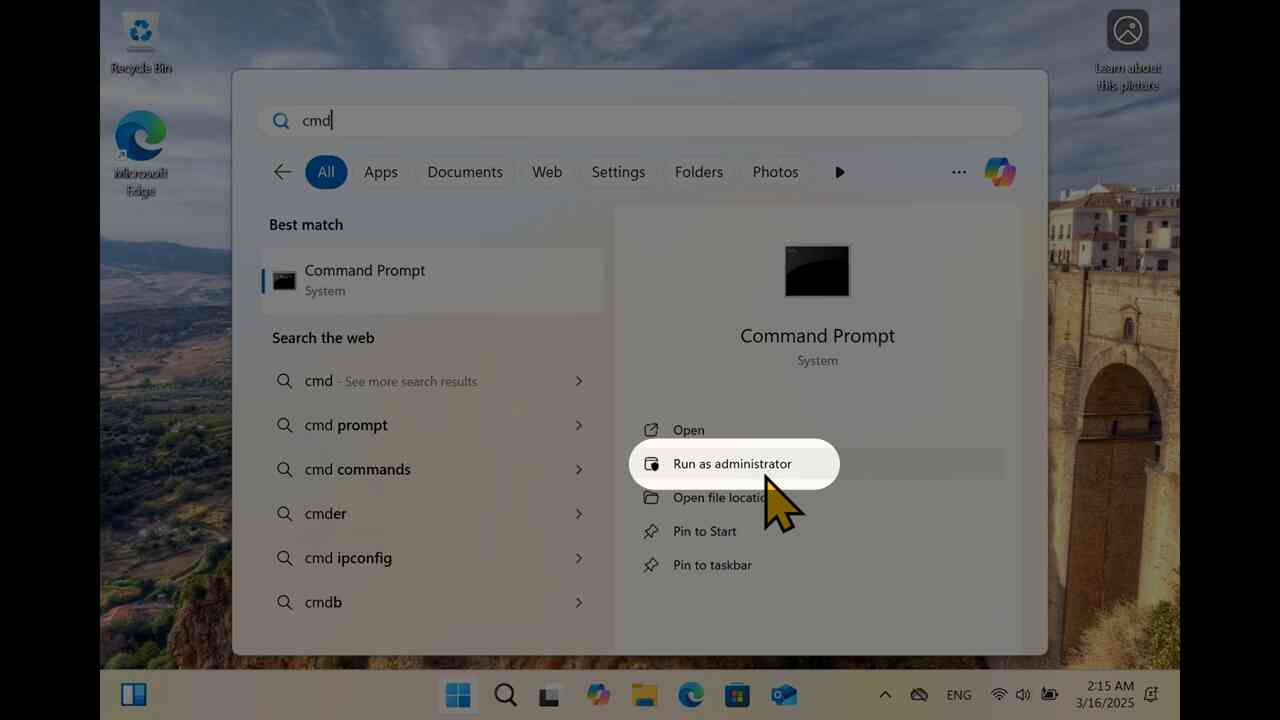 Recycle Bin
Microsoft
Edge
Learn about
this picture
cmd
All Apps Documents Web Settings Folders Photos
Best match
Command Prompt
System
Search the web
cmd - See more search results
cmd prompt
cmd commands
cmder
cmd ipconfig
cmdb
Command Prompt
System
Open
Run as administrator
Open file locatio
Pin to Start
Pin to taskbar
ENG
2:15 AM
3/16/2025